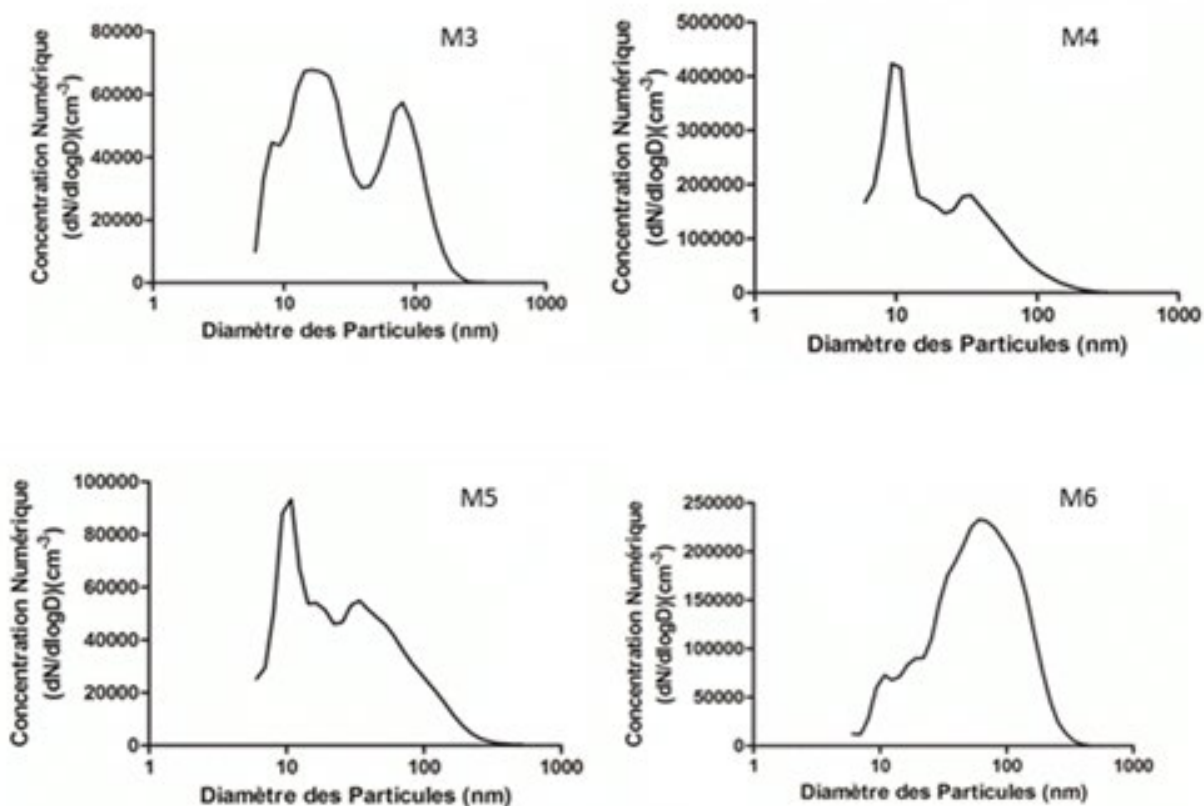 M3
Concentration Numérique
(dN/dlogD)(cm-3)
80000
60000
40000
20000
0
1
10
100
1000
Diamètre des Particules (nm)
M4
Concentration Numérique
(dN/dlogD)(cm-3)
500000
400000
300000
200000
100000
0
1
10
100
1000
Diamètre des Particules (nm)
M5
Concentration Numérique
(dN/dlogD)(cm-3)
100000
80000
60000
40000
20000
0
1
10
100
1000
Diamètre des Particules (nm)
M6
Concentration Numérique
(dN/dlogD)(cm-3)
250000
200000
150000
100000
50000
0
1
10
100
1000
Diamètre des Particules (nm)